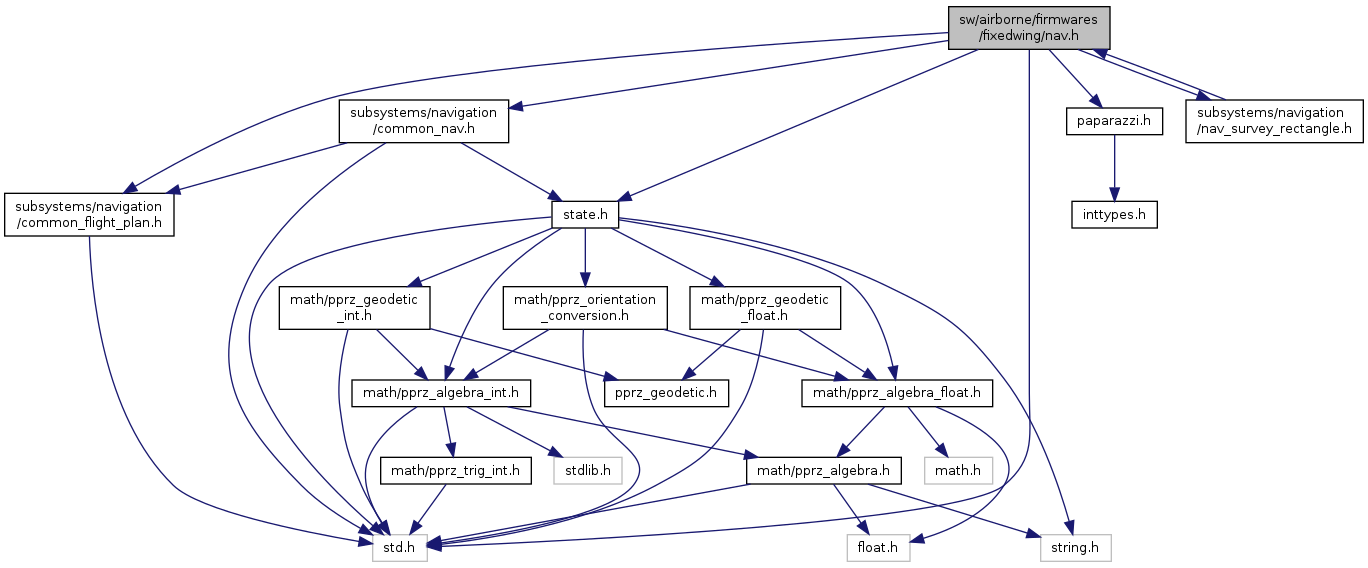 sw/airborne/firmwares
/fixedwing/nav.h
subsystems/navigation
/common_nav.h
paparazzi.h
subsystems/navigation
/nav_survey_rectangle.h
subsystems/navigation
/common_flight_plan.h
state.h
inttypes.h
math/pprz_geodetic
_int.h
math/pprz_orientation
_conversion.h
math/pprz_geodetic
_float.h
math/pprz_algebra_int.h
pprz_geodetic.h
math/pprz_algebra_float.h
math/pprz_trig_int.h
stdlib.h
math/pprz_algebra.h
math.h
std.h
float.h
string.h